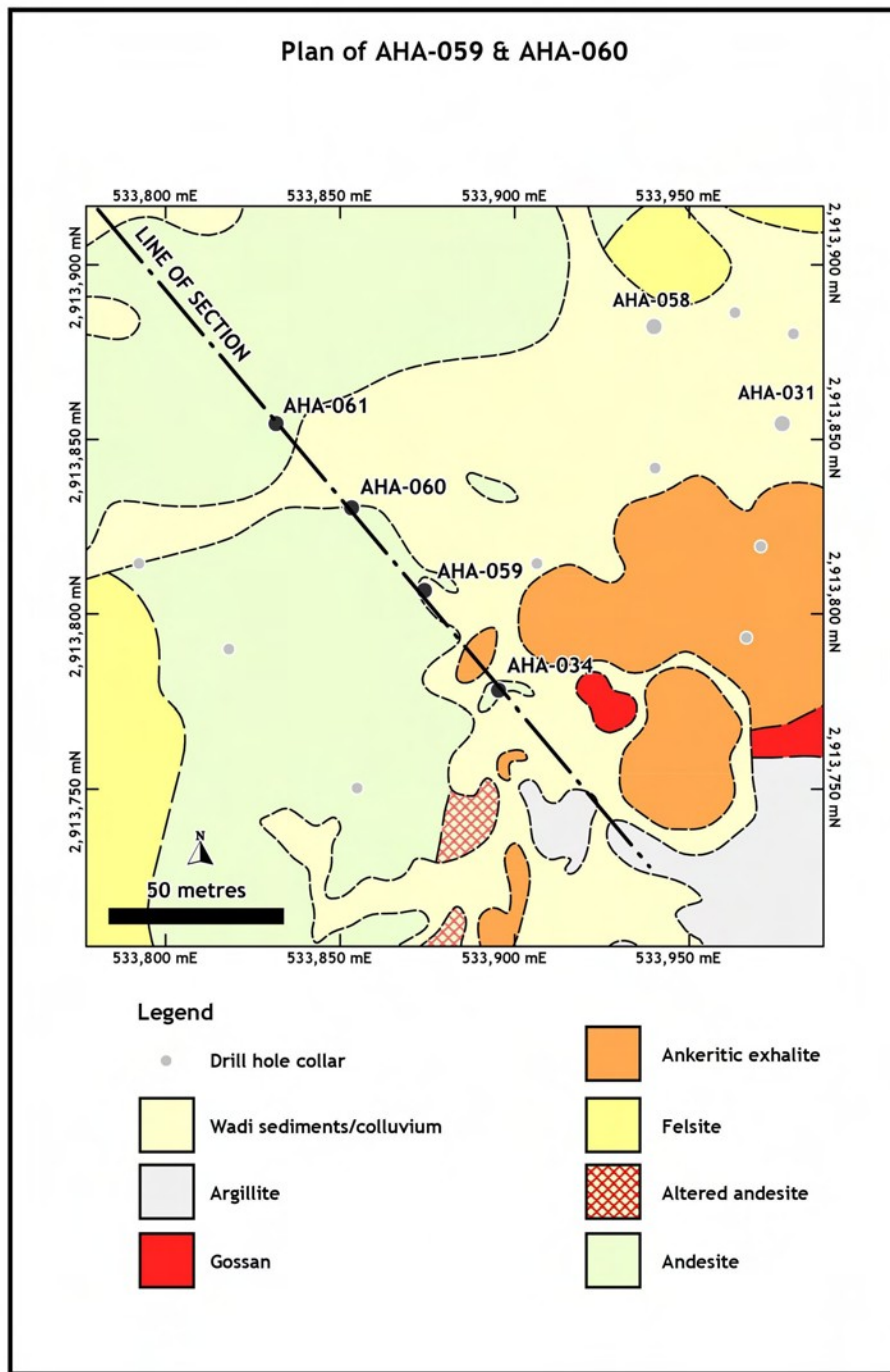 Plan of AHA-059 & AHA-060
533,800 mE
533,850 mE
533,900 mE
533,950 mE
2,913,900 mN
2,913,900 mN
LINE OF SECTION
AHA-058
AHA-061
AHA-031
2,913,850 mN
2,913,850 mN
AHA-060
AHA-059
2,913,800 mN
2,913,800 mN
AHA-034
2,913,750 mN
2,913,750 mN
N
50 metres
533,800 mE
533,850 mE
533,900 mE
533,950 mE
Legend
Drill hole collar
Wadi sediments/colluvium
Argillite
Gossan
Ankeritic exhalite
Felsite
Altered andesite
Andesite